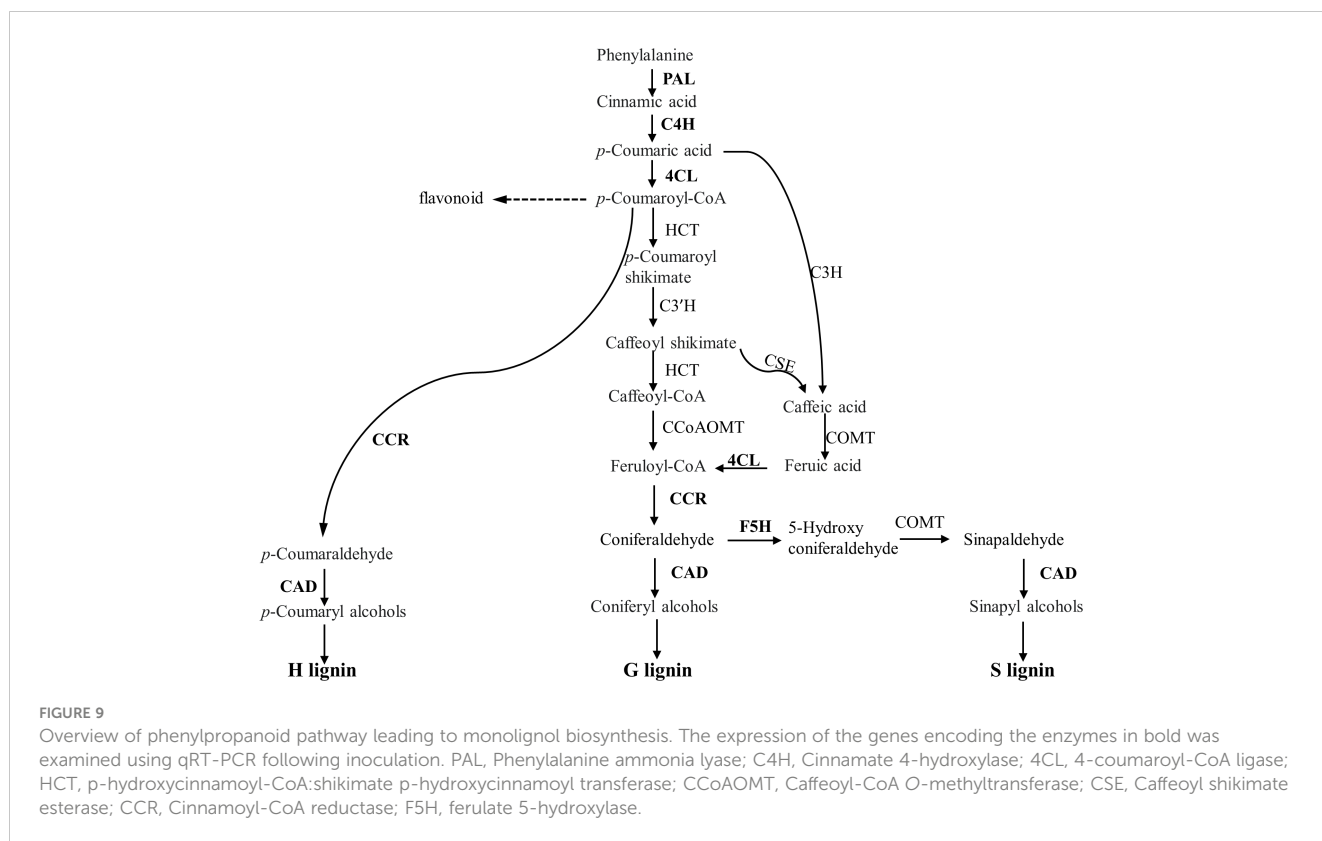 Phenylalanine
PAL
Cinnamic acid
C4H
p-Coumaric acid
4CL
flavonoid
p-Coumaroyl-CoA
HCT
p-Coumaroyl
shikimate
C3H
C3′H
Caffeoyl shikimate
CSE
HCT
Caffeoyl-CoA
Caffeic acid
CCoAOMT
COMT
CCR
Feruloyl-CoA
4CL
Feruic acid
CCR
Coniferaldehyde
F5H
5-Hydroxy
coniferaldehyde
COMT
Sinapaldehyde
p-Coumaraldehyde
CAD
CAD
CAD
p-Coumaryl alcohols
Coniferyl alcohols
Sinapyl alcohols
H lignin
G lignin
S lignin
FIGURE 9
Overview of phenylpropanoid pathway leading to monolignol biosynthesis. The expression of the genes encoding the enzymes in bold was
examined using qRT-PCR following inoculation. PAL, Phenylalanine ammonia lyase; C4H, Cinnamate 4-hydroxylase; 4CL, 4-coumaroyl-CoA ligase;
HCT, p-hydroxycinnamoyl-CoA:shikimate p-hydroxycinnamoyl transferase; CCoAOMT, Caffeoyl-CoA O-methyltransferase; CSE, Caffeoyl shikimate
esterase; CCR, Cinnamoyl-CoA reductase; F5H, ferulate 5-hydroxylase.